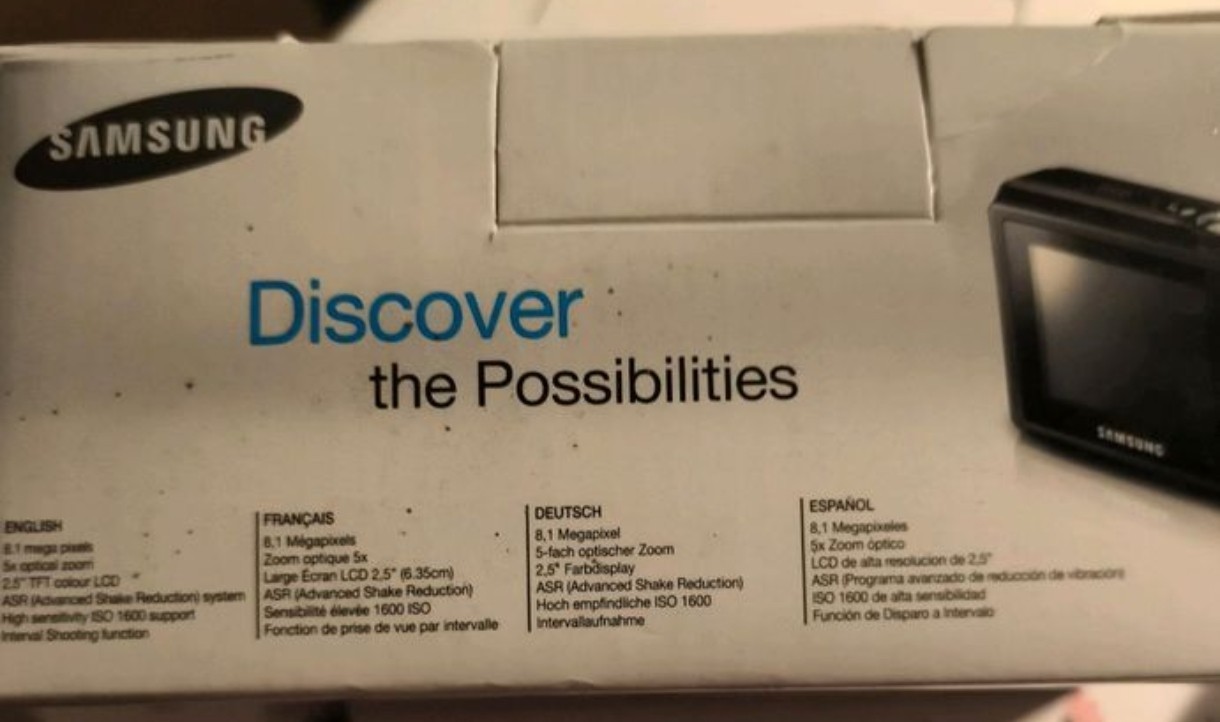 SAMSUNG
Discover
the Possibilities
ENGLISH
8.1 mega pixels
5x optical zoom
2.5" TFT colour LCD
ASR (Advanced Shake Reduction) system
High sensitivity ISO 1600 support
Interval Shooting function
FRANÇAIS
8,1 Mégapixels
Zoom optique 5x
Large Écran LCD 2,5" (6.35cm)
ASR (Advanced Shake Reduction)
Sensibilité élevée 1600 ISO
Fonction de prise de vue par intervalle
DEUTSCH
8,1 Megapixel
5-fach optischer Zoom
2,5" Farbdisplay
ASR (Advanced Shake Reduction)
Hoch empfindliche ISO 1600
Intervallaufnahme
ESPAÑOL
8,1 Megapixeles
5x Zoom óptico
LCD de alta resolucion de 2,5"
ASR (Programa avanzado de reducción de vibración)
ISO 1600 de alta sensibilidad
Función de Disparo a Intervalo
SAMSUNG